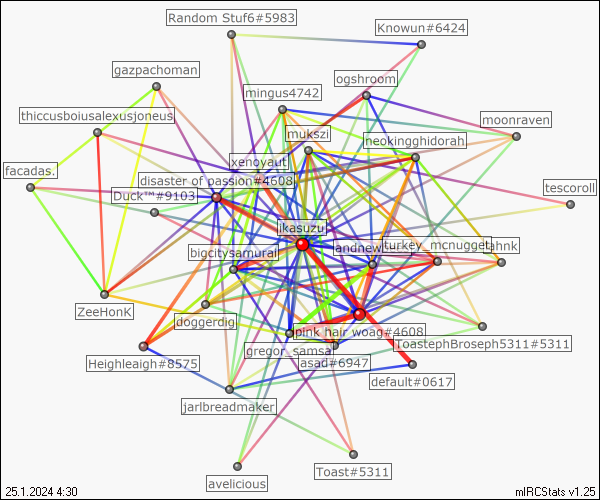 Random Stuf6#5983
Knowun#6424
gazpachoman
ogshroom
mingus4742
thiccusboiusalexusjoneus
moonraven
mukszi
neokingghidorah
xenoyaut
facadas.
disaster of passion#4608
tescoroll
Duck™#9103
ikasuzu
bigcitysamurai
turkey_mcnugget
ZeeHonK
doggerdig
pink hair woag#4608
ToastephBroseph5311#5311
gregor_samsa
Heighleaigh#8575
asad#6947
default#0617
jarlbreadmaker
Toast#5311
avelicious
25.1.2024 4:30
mIRCStats v1.25